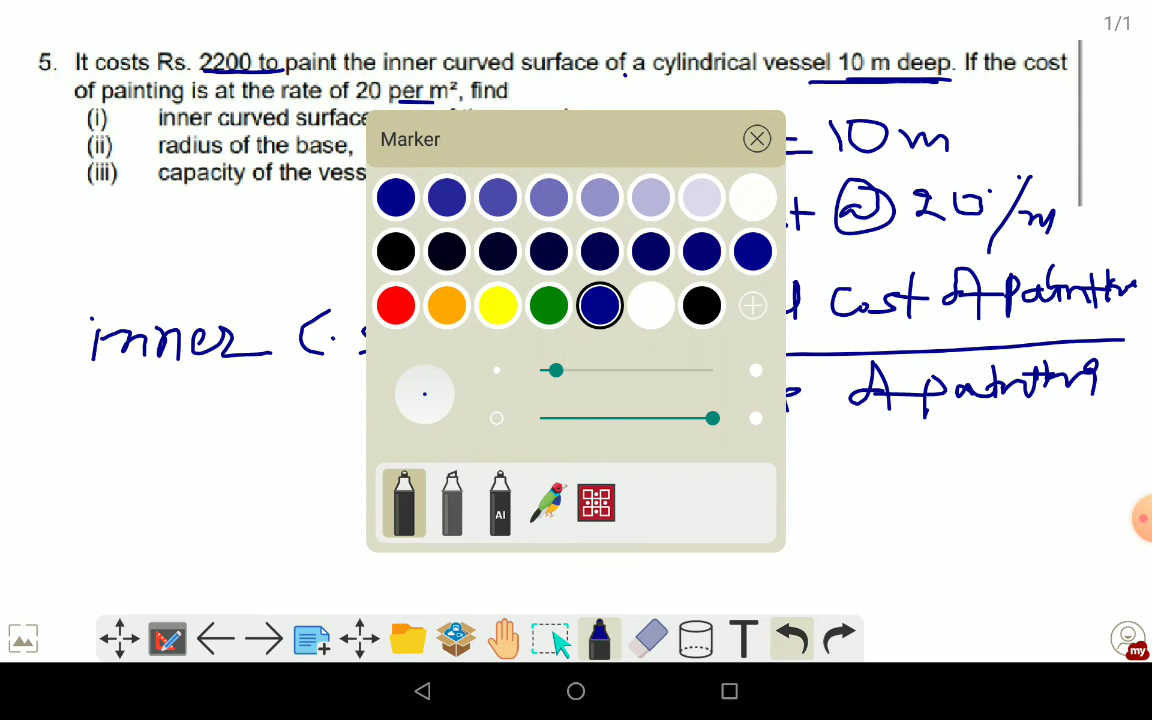 1/1
5. It costs Rs. 2200 to paint the inner curved surface of a cylindrical vessel 10 m deep. If the cost
of painting is at the rate of 20 per m², find
(i) inner curved surface
(ii) radius of the base,
(iii) capacity of the vess
Marker
= 10 m
@ 20/m
cost of painting
inner C.S
of painting
AI
T
my